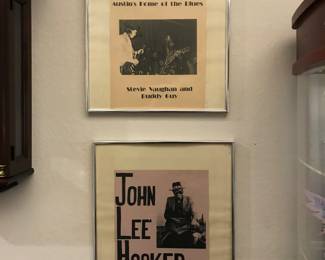 Austin's Home of the Blues
Stevie Vaughan and
Buddy Guy
JOHN
LEE
HOOKER